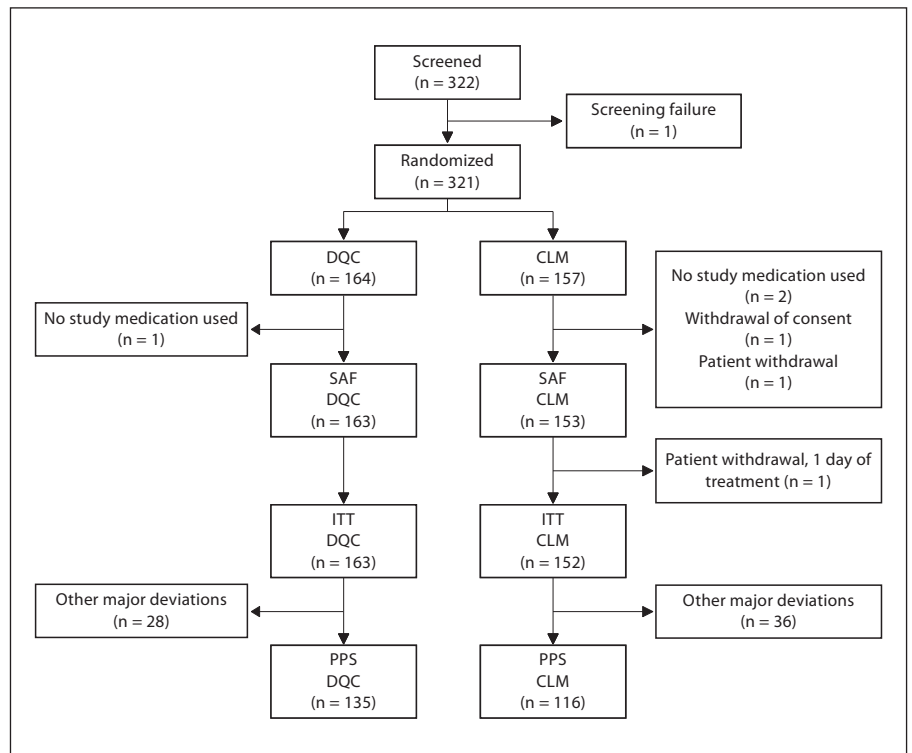 Screened
(n = 322)
Screening failure
(n = 1)
Randomized
(n = 321)
DQC
(n = 164)
CLM
(n = 157)
No study medication used
(n = 1)
No study medication used
(n = 2)
Withdrawal of consent
(n = 1)
Patient withdrawal
(n = 1)
SAF
DQC
(n = 163)
SAF
CLM
(n = 153)
Patient withdrawal, 1 day of
treatment (n = 1)
ITT
DQC
(n = 163)
ITT
CLM
(n = 152)
Other major deviations
(n = 28)
Other major deviations
(n = 36)
PPS
DQC
(n = 135)
PPS
CLM
(n = 116)